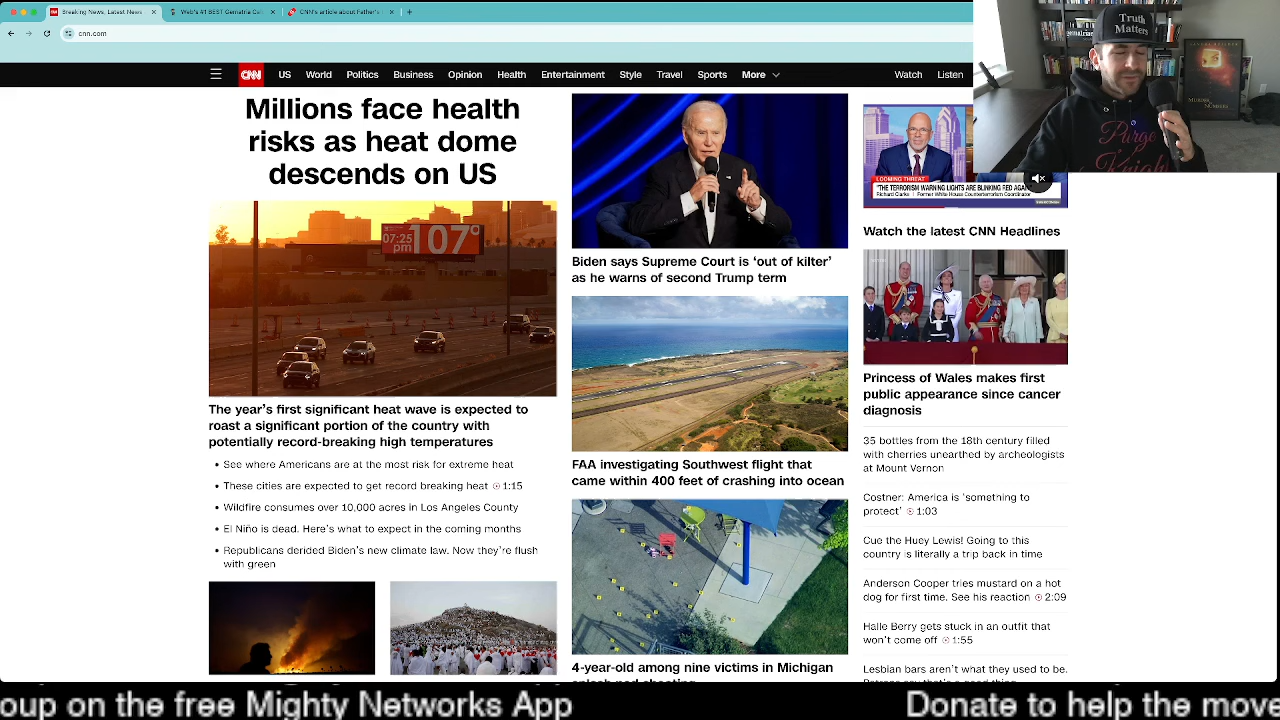 Breaking News, Latest News
Web's #1 BEST Gematria Cal
CNN's article about Father's
cnn.com
CNN
US
World
Politics
Business
Opinion
Health
Entertainment
Style
Travel
Sports
More
Watch
Listen
Millions face health
risks as heat dome
descends on US
07:25
pm
107°
The year's first significant heat wave is expected to
roast a significant portion of the country with
potentially record-breaking high temperatures
See where Americans are at the most risk for extreme heat
These cities are expected to get record breaking heat 1:15
Wildfire consumes over 10,000 acres in Los Angeles County
El Niño is dead. Here's what to expect in the coming months
Republicans derided Biden's new climate law. Now they're flush
with green
Biden says Supreme Court is 'out of kilter'
as he warns of second Trump term
FAA investigating Southwest flight that
came within 400 feet of crashing into ocean
4-year-old among nine victims in Michigan
splash pad shooting
LOOMING THREAT
"THE TERRORISM WARNING LIGHTS ARE BLINKING RED AGAIN"
Richard Clarke | Former White House Counterterrorism Coordinator
Watch the latest CNN Headlines
Princess of Wales makes first
public appearance since cancer
diagnosis
35 bottles from the 18th century filled
with cherries unearthed by archeologists
at Mount Vernon
Costner: America is 'something to
protect' 1:03
Cue the Huey Lewis! Going to this
country is literally a trip back in time
Anderson Cooper tries mustard on a hot
dog for first time. See his reaction 2:09
Halle Berry gets stuck in an outfit that
won't come off 1:55
Lesbian bars aren't what they used to be.
Truth
Matters
Purge
Knight
oup on the free Mighty Networks App
Donate to help the move